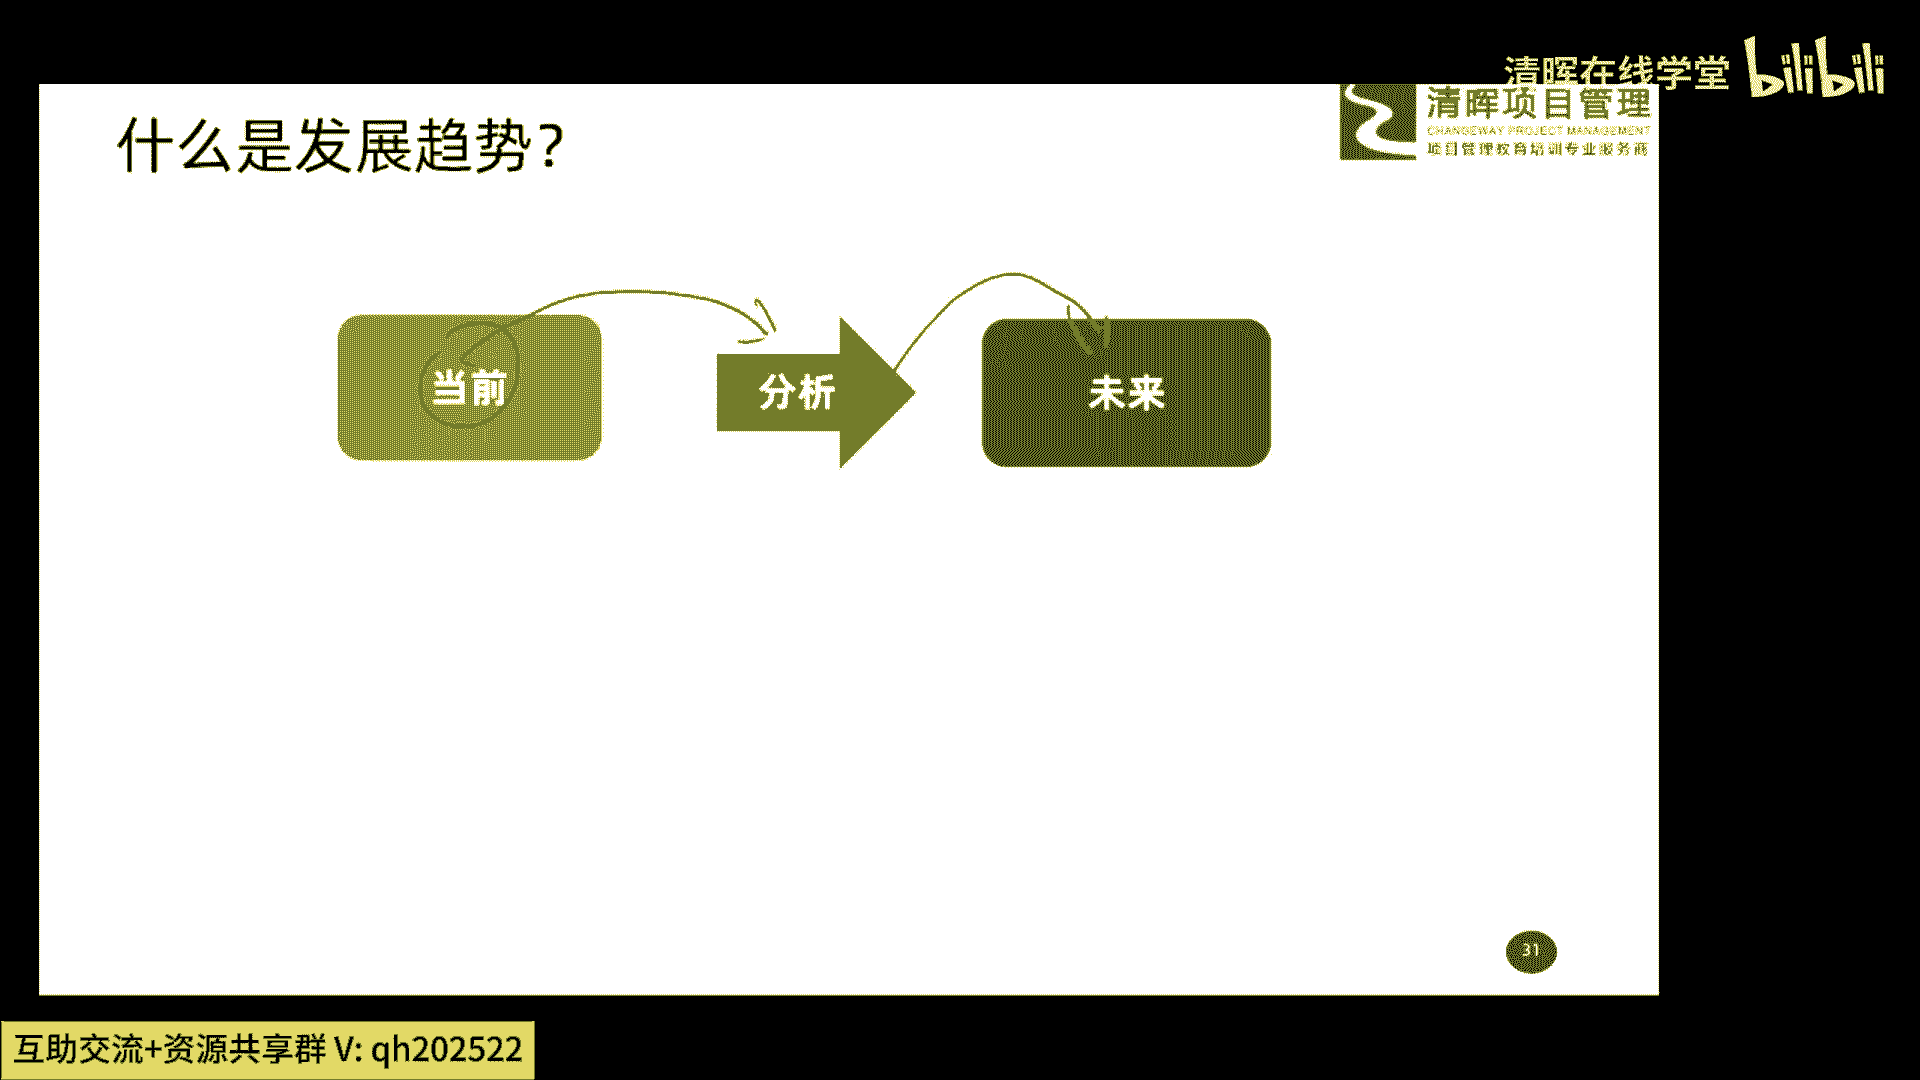 清晖在线学堂 bilibili
什么是发展趋势?
清晖项目管理
CHANGEWAY PROJECT MANAGEMENT
项目管理教育培训专业服务商
当前
分析
未来
31
互助交流+资源共享群 V: qh202522